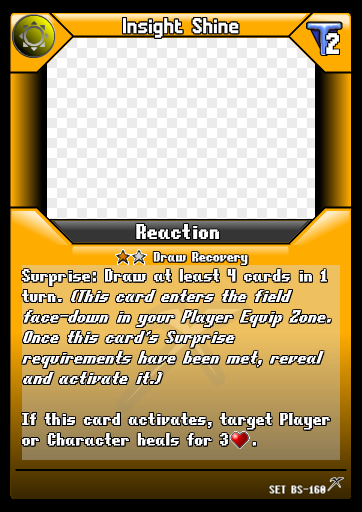 Insight Shine
T2
Reaction
Draw Recovery
Surprise: Draw at least 4 cards in 1
turn. (This card enters the field
face-down in your Player Equip Zone.
Once this card's Surprise
requirements have been met, reveal
and activate it.)
If this card activates, target Player
or Character heals for 3❤.
SET BS-160